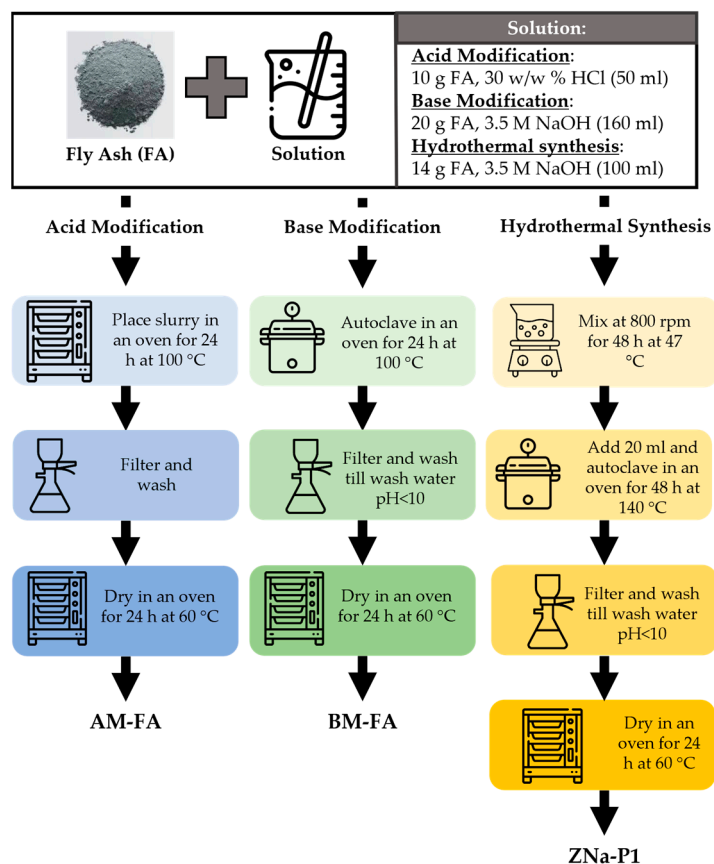 Solution:
Acid Modification:
10 g FA, 30 w/w % HCl (50 ml)
Base Modification:
20 g FA, 3.5 M NaOH (160 ml)
Hydrothermal synthesis:
14 g FA, 3.5 M NaOH (100 ml)
Fly Ash (FA)
Solution
Acid Modification
Base Modification
Hydrothermal Synthesis
Place slurry in
an oven for 24
h at 100 °C
Autoclave in an
oven for 24 h at
100 °C
Mix at 800 rpm
for 48 h at 47
°C
Filter and
wash
Filter and wash
till wash water
pH<10
Add 20 ml and
autoclave in an
oven for 48 h at
140 °C
Dry in an oven
for 24 h at 60 °C
Dry in an oven
for 24 h at 60 °C
Filter and wash
till wash water
pH<10
AM-FA
BM-FA
Dry in an
oven for 24
h at 60 °C
ZNa-P1